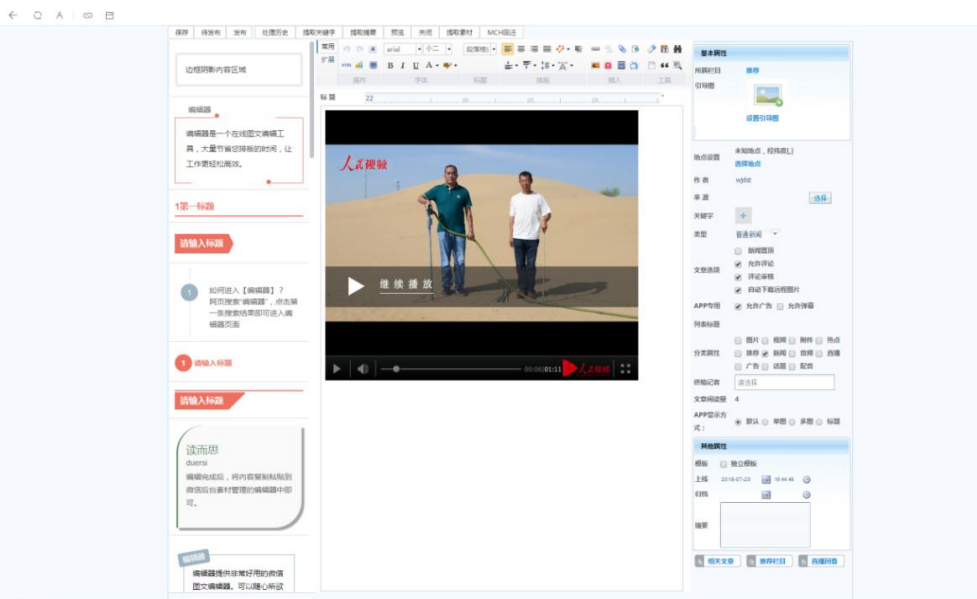 保存 待发布 发布 处理历史 提取关键字 提取摘要 预览 关闭 提取素材
常用
扩展
arial
小二
段落格
B I U A
操作 字体 标题 排版 插入 工具
标题 22
边框阴影内容区域
编辑器
编辑器是一个在线图文编辑工
具，大量节省您排版的时间，让
工作更轻松高效。
1第一标题
请输入标题
1
如何进入【编辑器】？
网页搜索"编辑器"，点击第
一条搜索结果即可进入编
辑器页面
1 请输入标题
请输入标题
读而思
duersi
编辑完成后，将内容复制粘贴到
微信后台素材管理的编辑器中即
可。
编辑器
编辑器提供非常好用的微信
图文编辑器。可以随心所欲
人民视频
继续播放
00:06|01:11
人民视频
基本属性
所属栏目 推荐
引导图
设置引导图
地点设置 未知地点，经纬度(,)
选择地点
作者 wjdst
来源 选择
关键字 +
类型 普通新闻
文章选项
新闻置顶
允许评论
评论审核
自动下载远程图片
APP专用 允许广告 允许弹幕
列表标题
分类属性
图片 视频 附件 热点
推荐 新闻 音频 直播
广告 话题 配音
供稿记者 请选择
文章阅读量 4
APP显示方
式： 默认 单图 多图 标题
其他属性
模板 独立模板
上线 2018-07-23 18:44:48
归档
摘要
相关文章 推荐栏目 直播回看